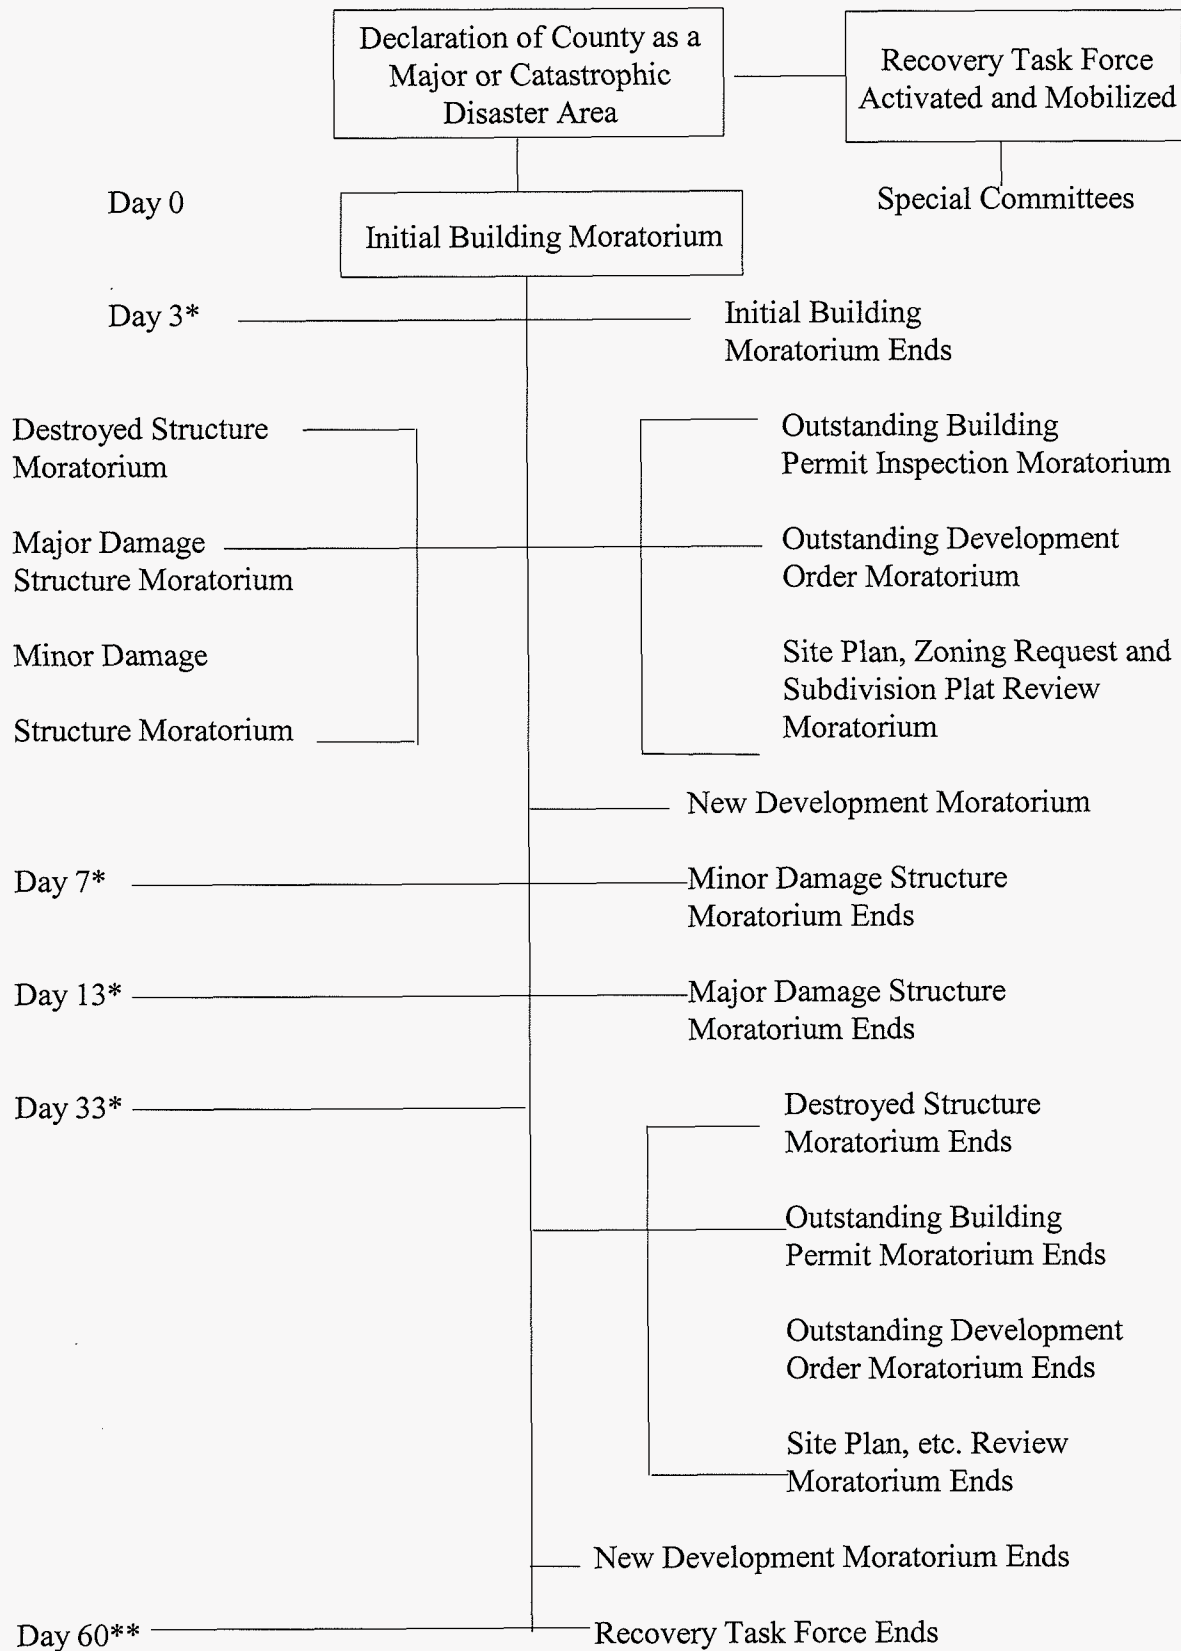 Declaration of County as a
Major or Catastrophic
Disaster Area
Recovery Task Force
Activated and Mobilized
Special Committees
Day 0
Initial Building Moratorium
Day 3*
Initial Building
Moratorium Ends
Destroyed Structure
Moratorium
Major Damage
Structure Moratorium
Minor Damage
Structure Moratorium
Outstanding Building
Permit Inspection Moratorium
Outstanding Development
Order Moratorium
Site Plan, Zoning Request and
Subdivision Plat Review
Moratorium
New Development Moratorium
Day 7*
Minor Damage Structure
Moratorium Ends
Day 13*
Major Damage Structure
Moratorium Ends
Day 33*
Destroyed Structure
Moratorium Ends
Outstanding Building
Permit Moratorium Ends
Outstanding Development
Order Moratorium Ends
Site Plan, etc. Review
Moratorium Ends
New Development Moratorium Ends
Day 60**
Recovery Task Force Ends